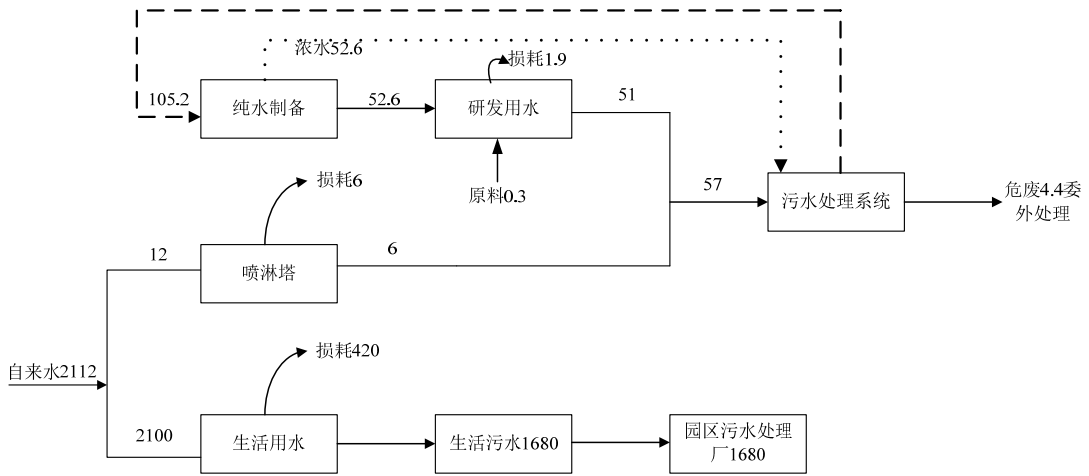 浓水52.6
损耗1.9
105.2
纯水制备
52.6
研发用水
51
原料0.3
损耗6
57
污水处理系统
危废4.4委
外处理
12
喷淋塔
6
自来水2112
损耗420
2100
生活用水
生活污水1680
园区污水处理
厂1680